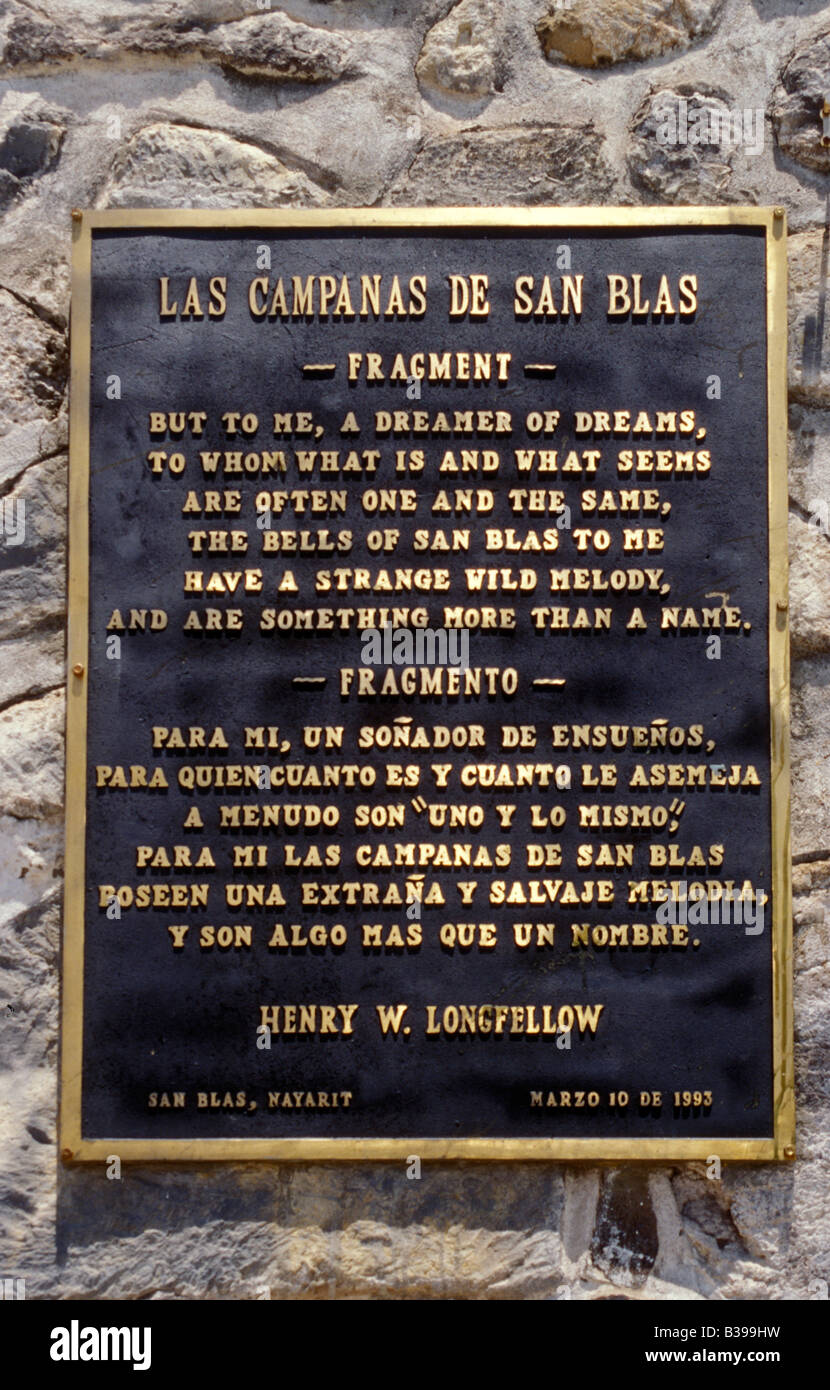 LAS CAMPANAS DE SAN BLAS
— FRAGMENT —
BUT TO ME, A DREAMER OF DREAMS,
TO WHOM WHAT IS AND WHAT SEEMS
ARE OFTEN ONE AND THE SAME,
THE BELLS OF SAN BLAS TO ME
HAVE A STRANGE WILD MELODY,
AND ARE SOMETHING MORE THAN A NAME.
— FRAGMENTO —
PARA MI, UN SOÑADOR DE ENSUEÑOS,
PARA QUIEN CUANTO ES Y CUANTO LE ASEMEJA
A MENUDO SON "UNO Y LO MISMO",
PARA MI LAS CAMPANAS DE SAN BLAS
POSEEN UNA EXTRAÑA Y SALVAJE MELODIA,
Y SON ALGO MAS QUE UN NOMBRE.
HENRY W. LONGFELLOW
SAN BLAS, NAYARIT MARZO 10 DE 1993
alamy
alamy
Image ID: B399HW
www.alamy.com